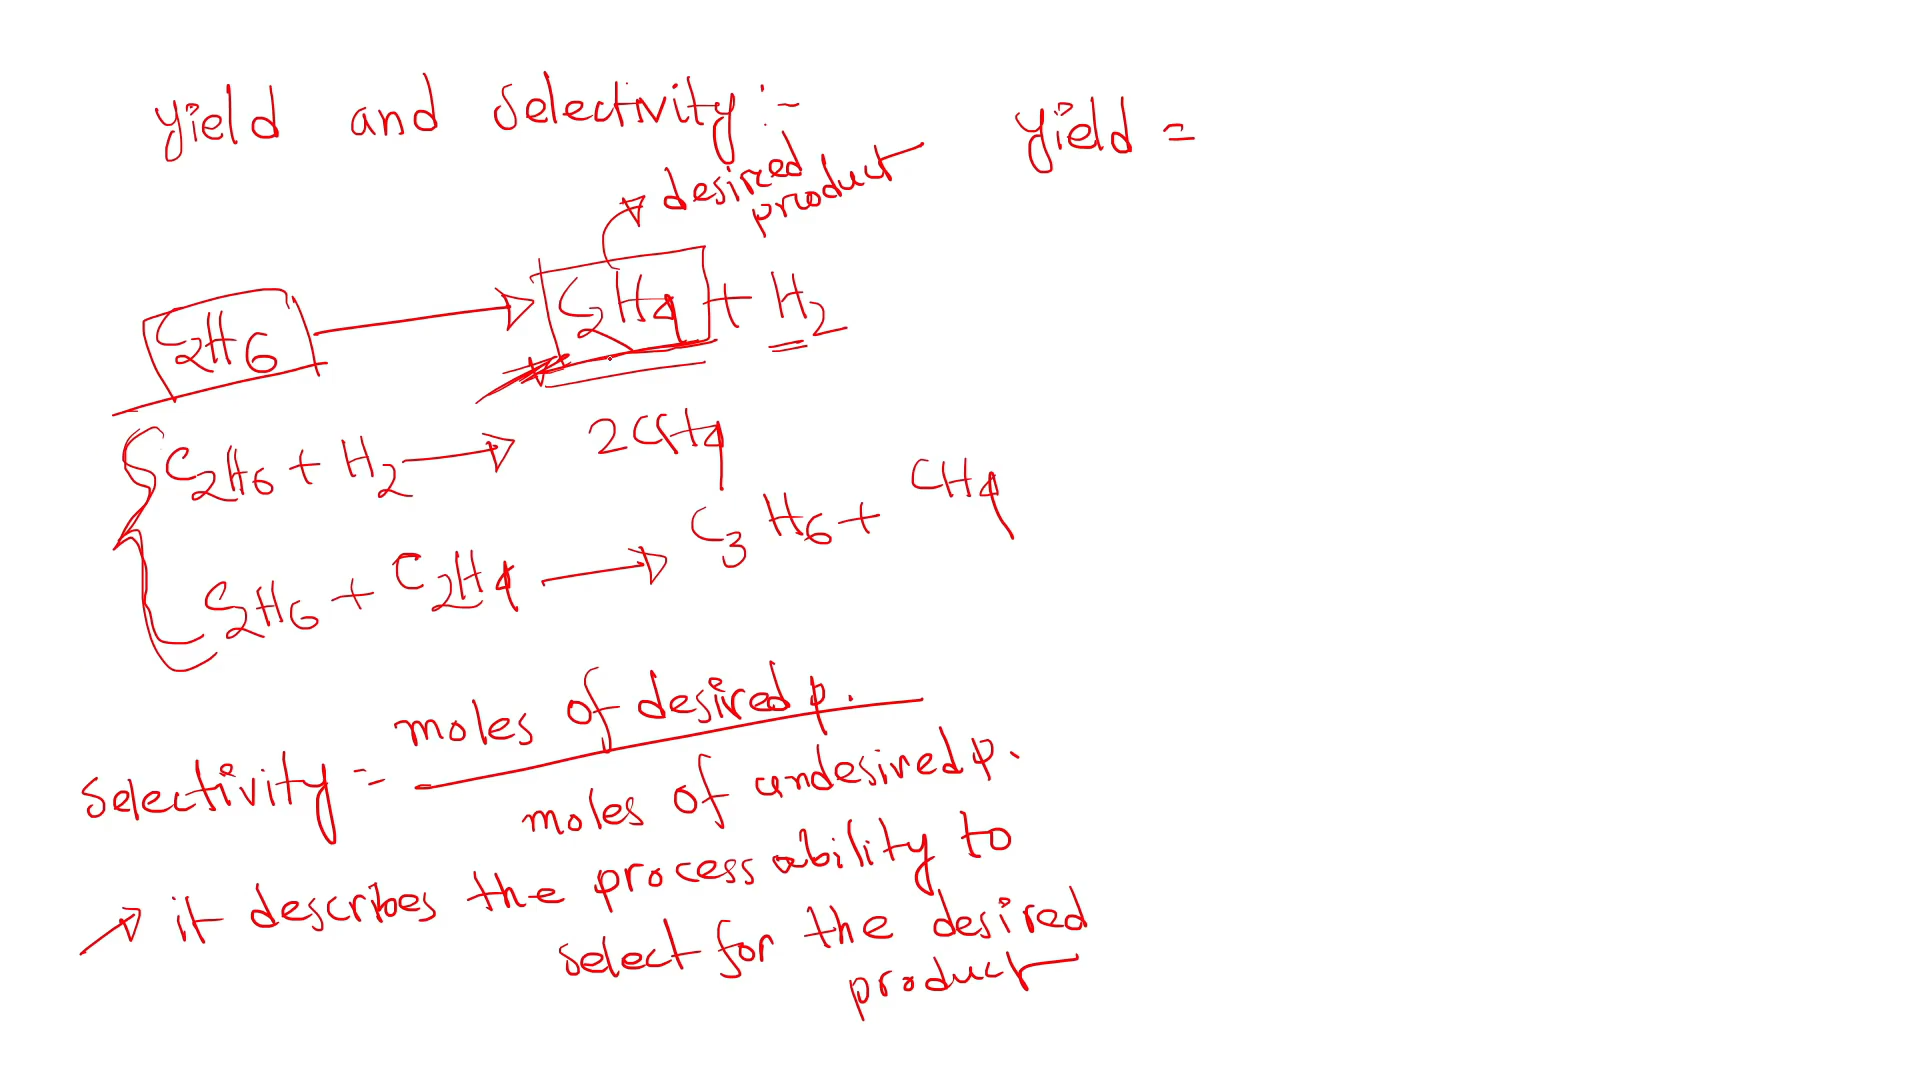 yield and selectivity :-
desired
product
C2H6 → C2H4 + H2
C2H6 + H2 → 2CH4
C2H6 + C2H4 → C3H6 + CH4
selectivity = moles of desired p. / moles of undesired p.
→ it describes the process ability to
select for the desired
product
yield =